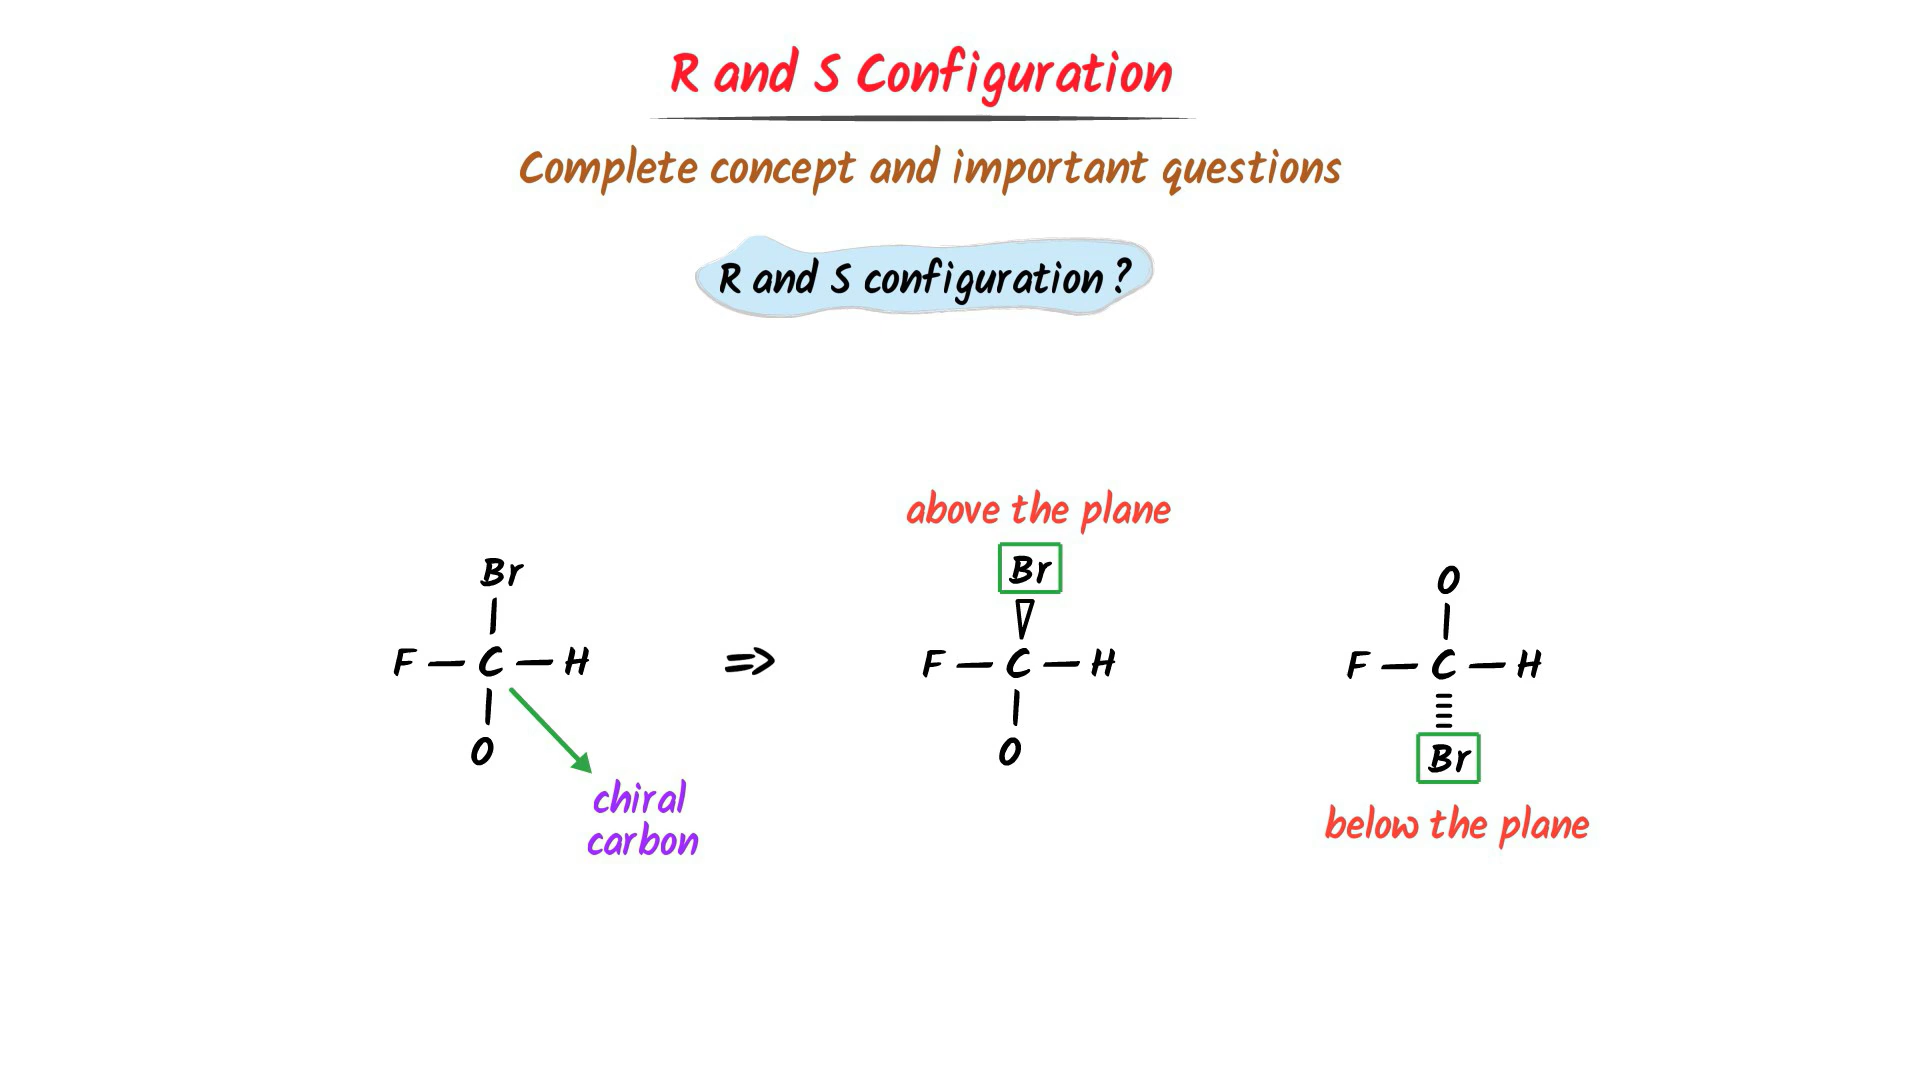 R and S Configuration
Complete concept and important questions
R and S configuration ?
above the plane
Br
F — C — H
O
chiral
carbon
=>
Br
F — C — H
O
O
F — C — H
Br
below the plane